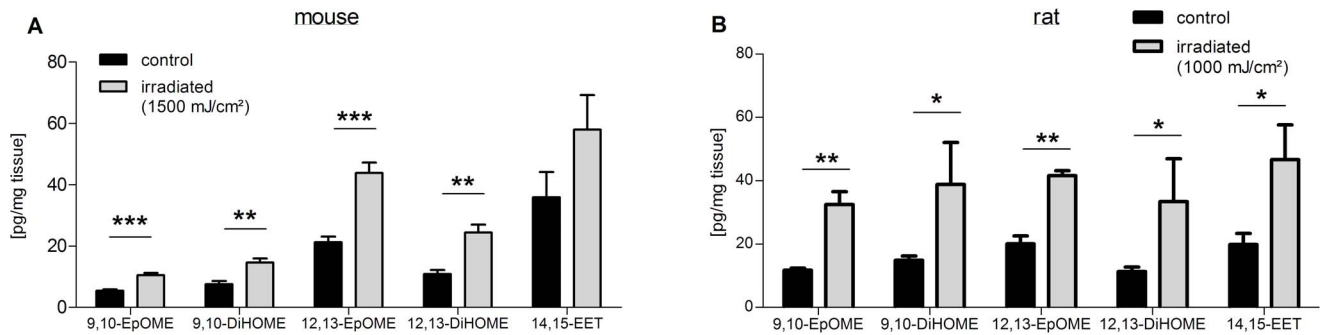 A
mouse
control
irradiated
(1500 mJ/cm²)
[pg/mg tissue]
80
60
40
20
0
***
**
***
**
9,10-EpOME
9,10-DiHOME
12,13-EpOME
12,13-DiHOME
14,15-EET
B
rat
control
irradiated
(1000 mJ/cm²)
[pg/mg tissue]
80
60
40
20
0
**
*
**
*
*
9,10-EpOME
9,10-DiHOME
12,13-EpOME
12,13-DiHOME
14,15-EET